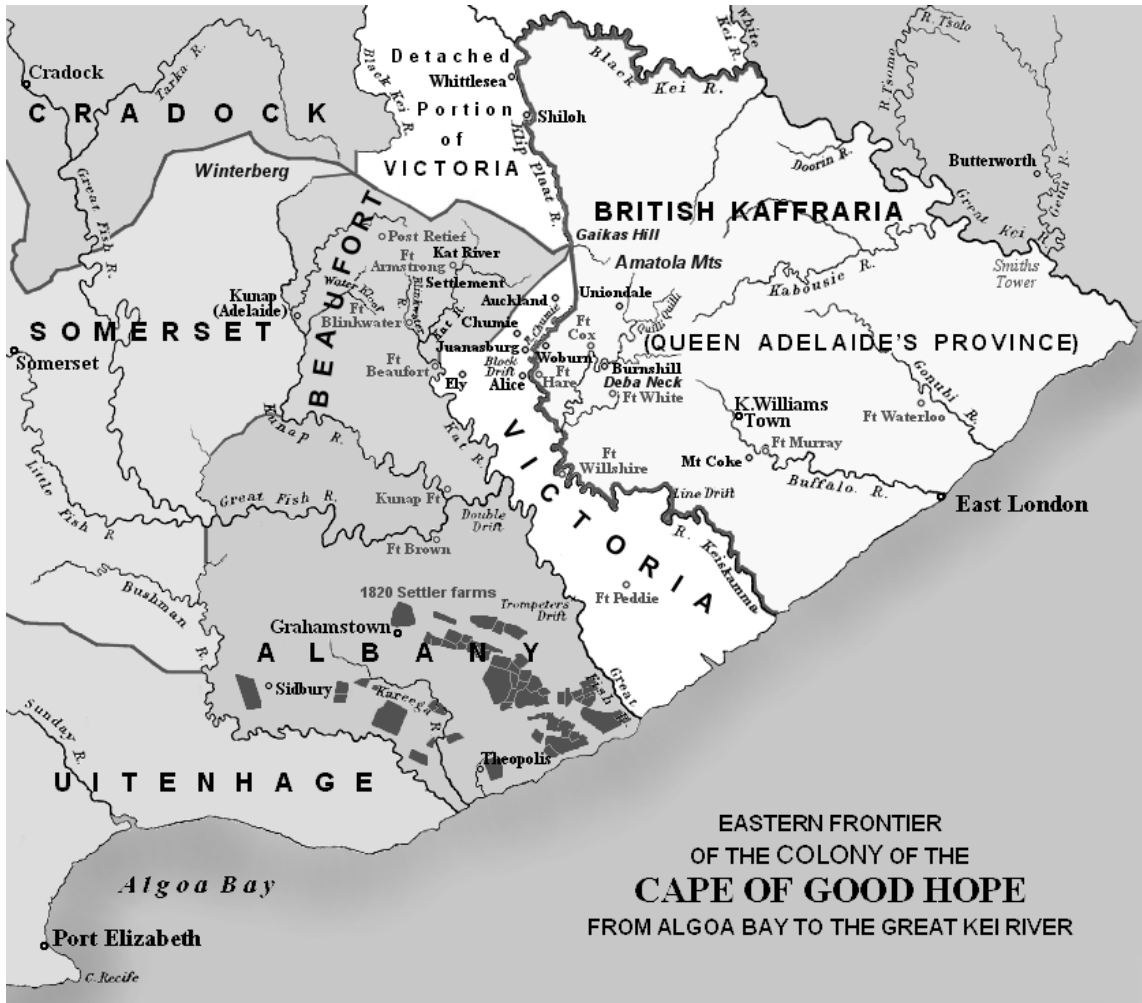 Cradock
Tarka R.
CRADOCK
Black Kei R.
Detached
Whittlesea
Portion
of
VICTORIA
Shiloh
Klip Plaat R.
Black
Kei R.
White
Kei R.
R. Tsomo
R. Tsolo
Butterworth
Doorin R.
Great
Kei R.
Smiths
Tower
Winterberg
Great Fish R.
BRITISH KAFFRARIA
Gaikas Hill
Amatola Mts
Kabousie R.
(QUEEN ADELAIDE'S PROVINCE)
Gonubi R.
BEAUFORT
Post Retief
Ft
Armstrong
Kat River
Settlement
Water Kloof
Blinkwater R.
Ft
Blinkwater
Kunap
(Adelaide)
SOMERSET
Somerset
Auckland
Chumie
Kat R.
R. Chumie
Juanasburg
Block
Drift
Ft
Beaufort
Ely
Alice
Woburn
Ft
Hare
Uniondale
Ft
Cox
Quilli Quilli
Burnshill
Deba Neck
Ft White
K.Williams
Town
Ft Waterloo
Ft Murray
Mt Coke
Buffalo R.
East London
Kunap R.
Kat R.
VICTORIA
Ft
Willshire
Line Drift
R. Keiskamma
Little
Fish R
Great Fish R.
Kunap Ft
Double
Drift
Ft Brown
Ft Peddie
Bushman
R.
1820 Settler farms
Trompeters
Drift
Grahamstown
ALBANY
Sidbury
Kareega
R
Great
Fish R.
Theopolis
Sunday R.
UITENHAGE
Algoa Bay
Port Elizabeth
C. Recife
EASTERN FRONTIER
OF THE COLONY OF THE
CAPE OF GOOD HOPE
FROM ALGOA BAY TO THE GREAT KEI RIVER